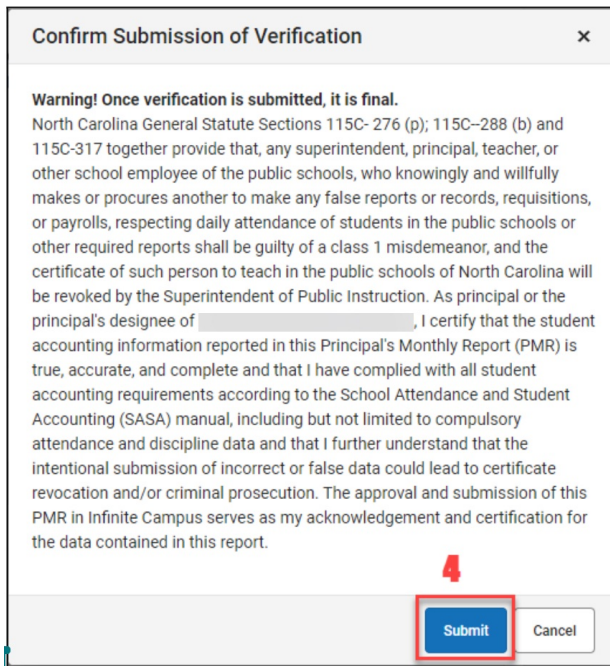 Confirm Submission of Verification ×
Warning! Once verification is submitted, it is final.
North Carolina General Statute Sections 115C- 276 (p); 115C--288 (b) and
115C-317 together provide that, any superintendent, principal, teacher, or
other school employee of the public schools, who knowingly and willfully
makes or procures another to make any false reports or records, requisitions,
or payrolls, respecting daily attendance of students in the public schools or
other required reports shall be guilty of a class 1 misdemeanor, and the
certificate of such person to teach in the public schools of North Carolina will
be revoked by the Superintendent of Public Instruction. As principal or the
principal's designee of , I certify that the student
accounting information reported in this Principal's Monthly Report (PMR) is
true, accurate, and complete and that I have complied with all student
accounting requirements according to the School Attendance and Student
Accounting (SASA) manual, including but not limited to compulsory
attendance and discipline data and that I further understand that the
intentional submission of incorrect or false data could lead to certificate
revocation and/or criminal prosecution. The approval and submission of this
PMR in Infinite Campus serves as my acknowledgement and certification for
the data contained in this report.
4
Submit Cancel